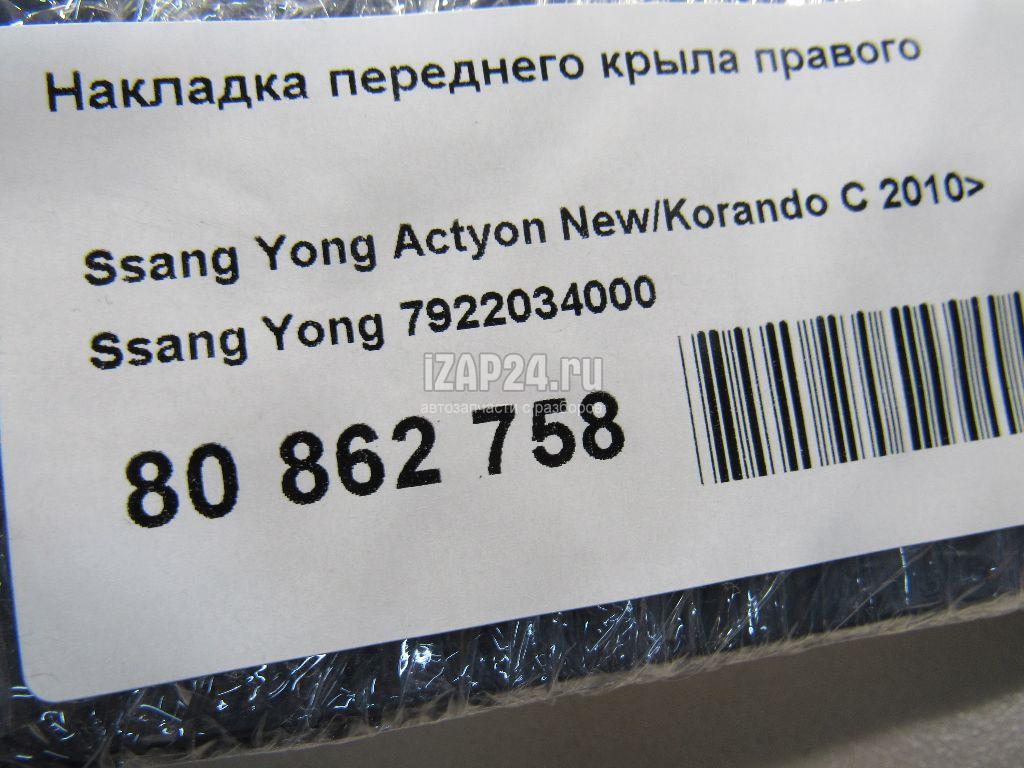 Накладка переднего крыла правого
Ssang Yong Actyon New/Korando C 2010>
Ssang Yong 7922034000
iZAP24.ru
автозапчасти с разборов
80 862 758